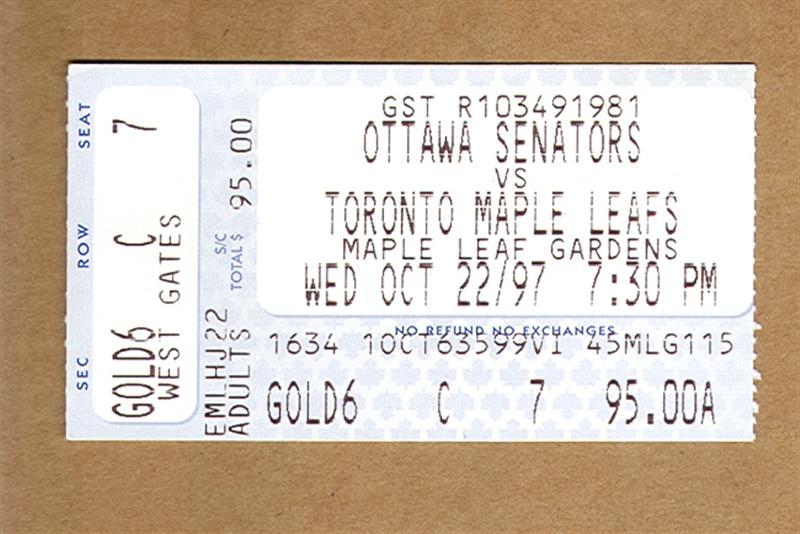 SEAT 7
ROW C
SEC GOLD6
WEST GATES
EMLHJ22
ADULTS
S/C
TOTAL $ 95.00
GST R103491981
OTTAWA SENATORS
VS
TORONTO MAPLE LEAFS
MAPLE LEAF GARDENS
WED OCT 22/97 7:30 PM
NO REFUND NO EXCHANGES
1634 10CT63599VI 45MLG115
GOLD6 C 7 95.00A